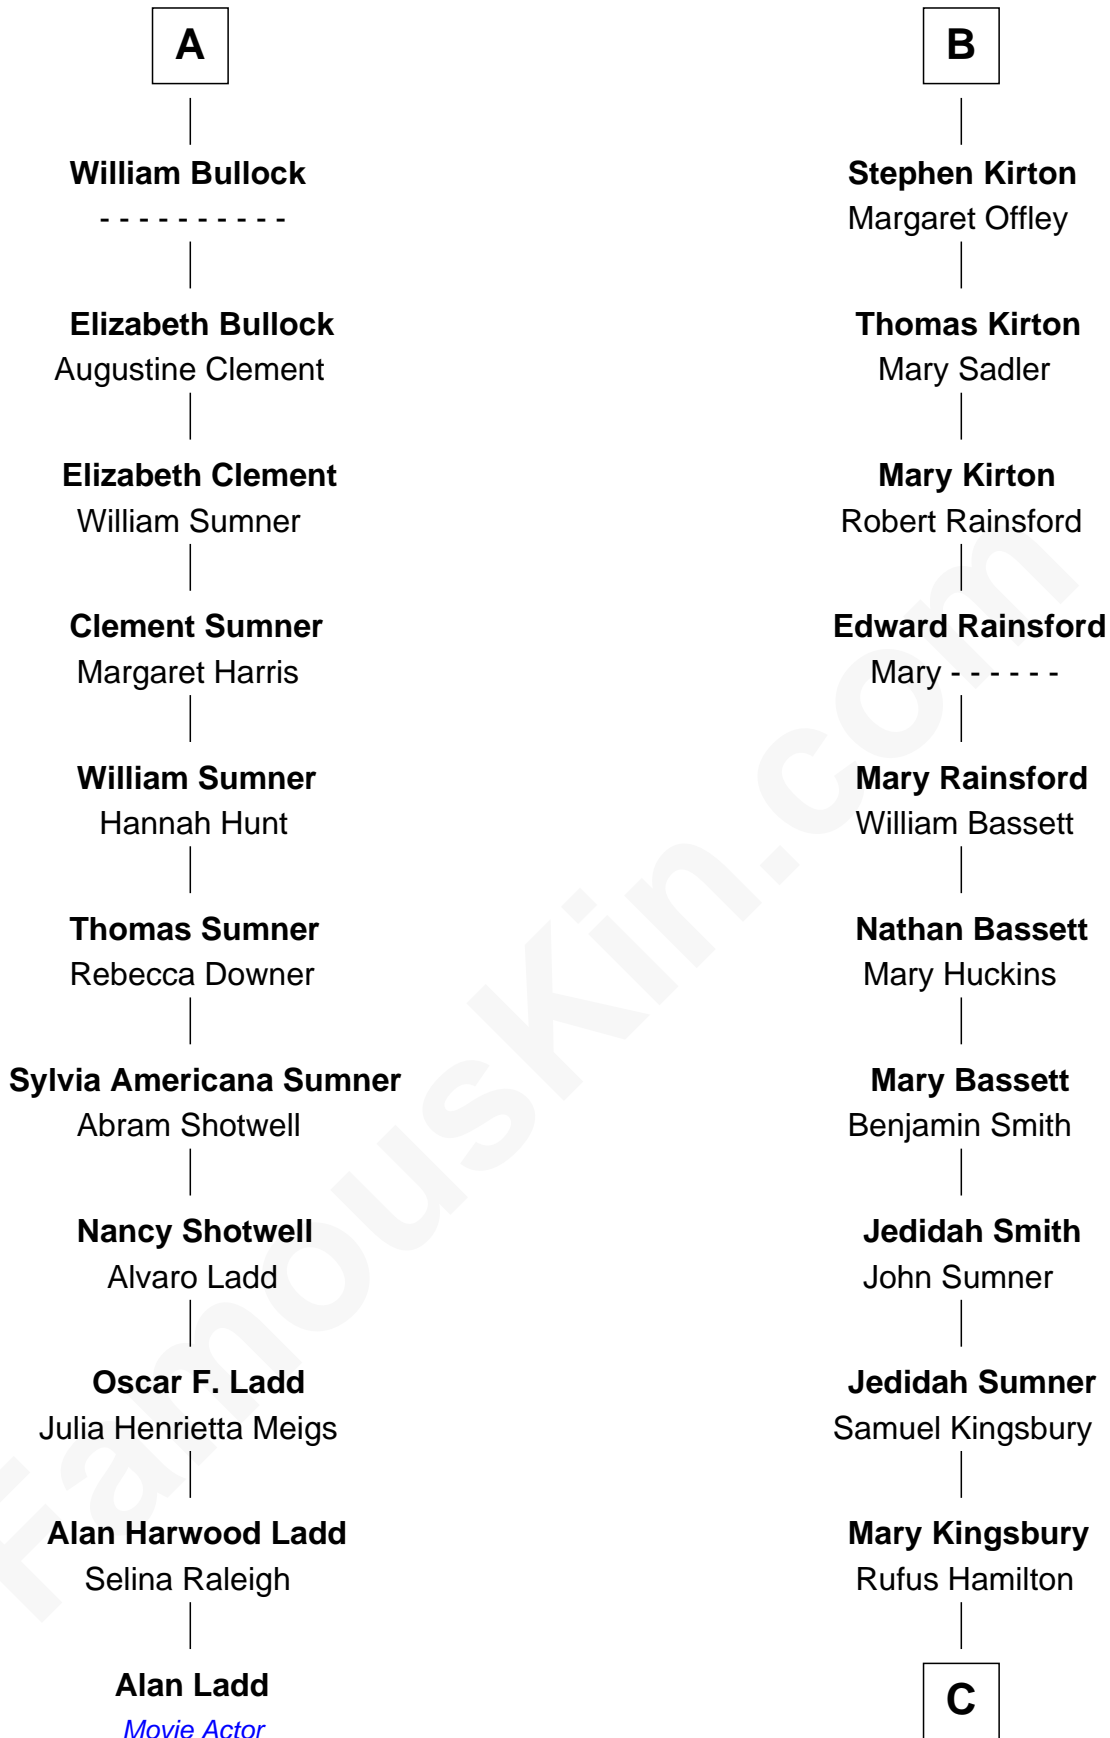 A
William Bullock
- - - - - - - - - -
Elizabeth Bullock
Augustine Clement
Elizabeth Clement
William Sumner
Clement Sumner
Margaret Harris
William Sumner
Hannah Hunt
Thomas Sumner
Rebecca Downer
Sylvia Americana Sumner
Abram Shotwell
Nancy Shotwell
Alvaro Ladd
Oscar F. Ladd
Julia Henrietta Meigs
Alan Harwood Ladd
Selina Raleigh
Alan Ladd
Movie Actor
B
Stephen Kirton
Margaret Offley
Thomas Kirton
Mary Sadler
Mary Kirton
Robert Rainsford
Edward Rainsford
Mary - - - - - -
Mary Rainsford
William Bassett
Nathan Bassett
Mary Huckins
Mary Bassett
Benjamin Smith
Jedidah Smith
John Sumner
Jedidah Sumner
Samuel Kingsbury
Mary Kingsbury
Rufus Hamilton
C
FamousKin.com